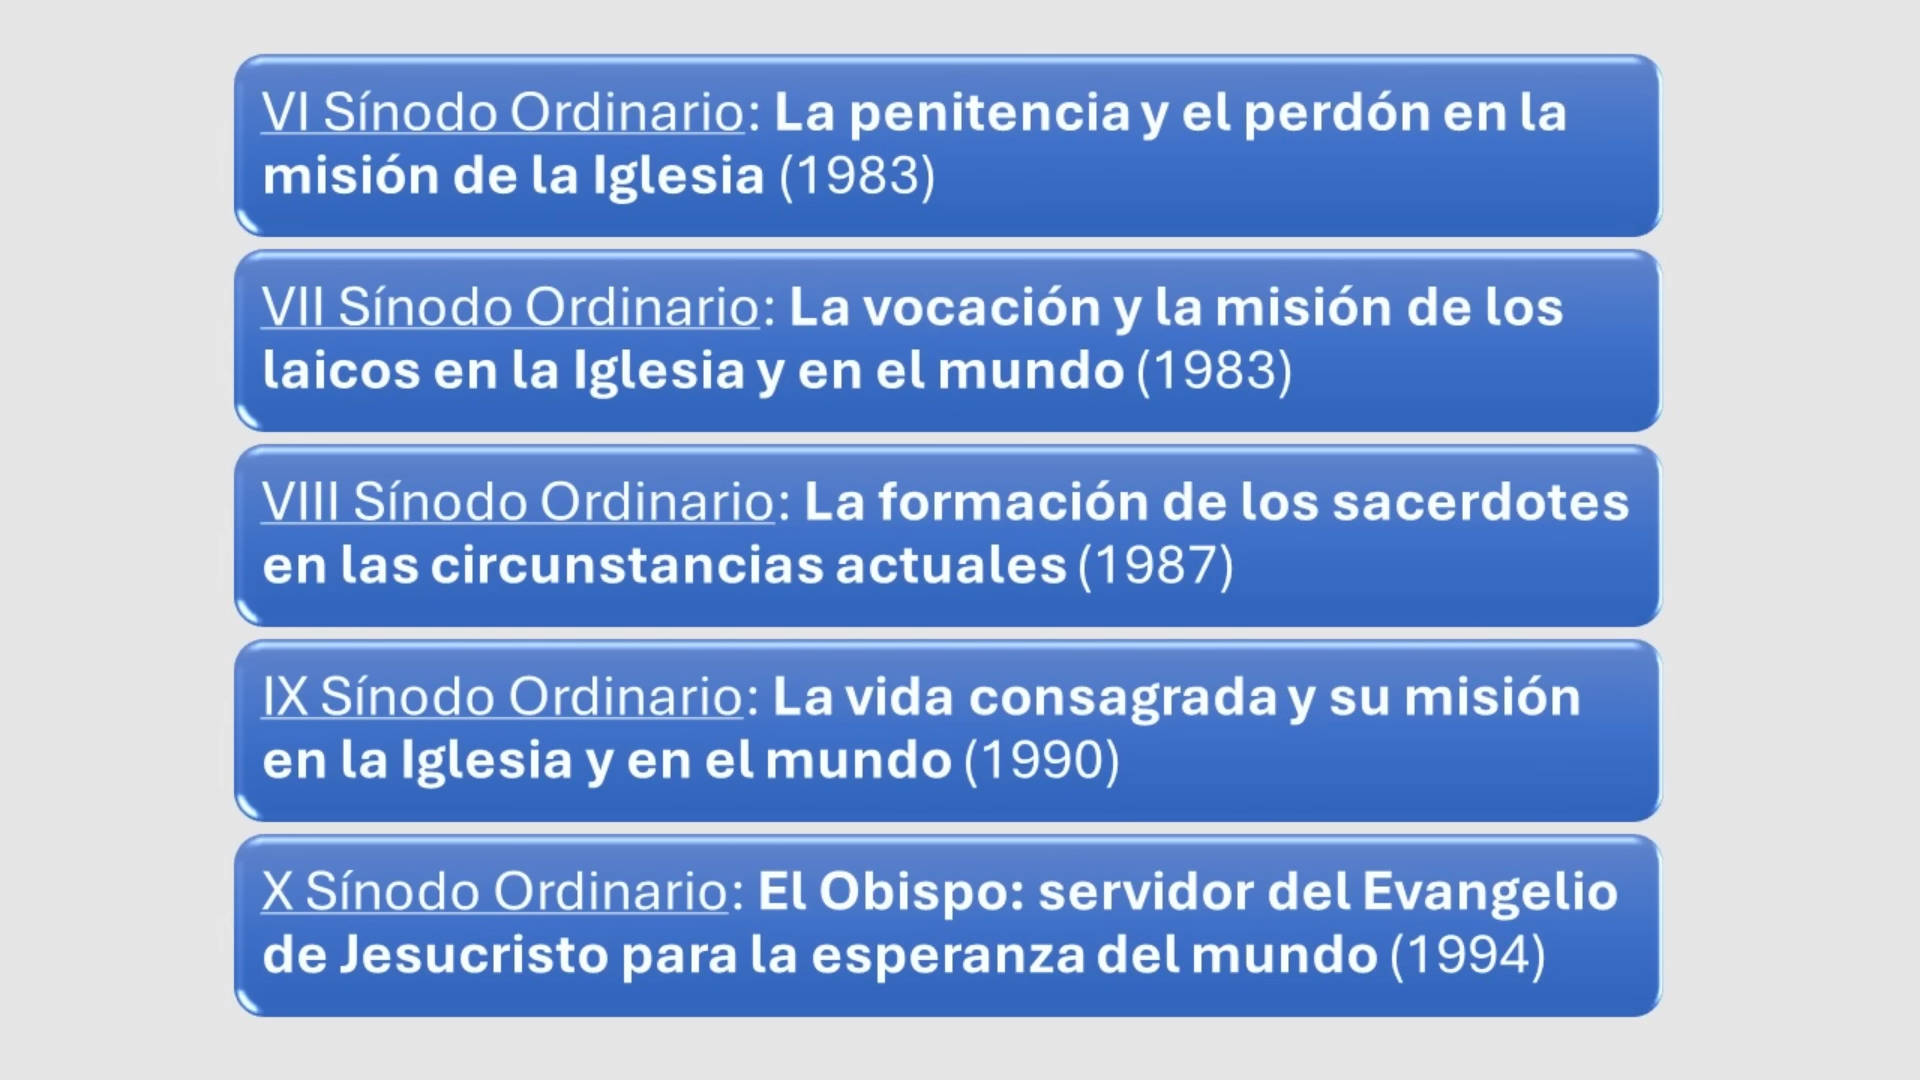 VI Sínodo Ordinario: La penitencia y el perdón en la
misión de la Iglesia (1983)
VII Sínodo Ordinario: La vocación y la misión de los
laicos en la Iglesia y en el mundo (1983)
VIII Sínodo Ordinario: La formación de los sacerdotes
en las circunstancias actuales (1987)
IX Sínodo Ordinario: La vida consagrada y su misión
en la Iglesia y en el mundo (1990)
X Sínodo Ordinario: El Obispo: servidor del Evangelio
de Jesucristo para la esperanza del mundo (1994)